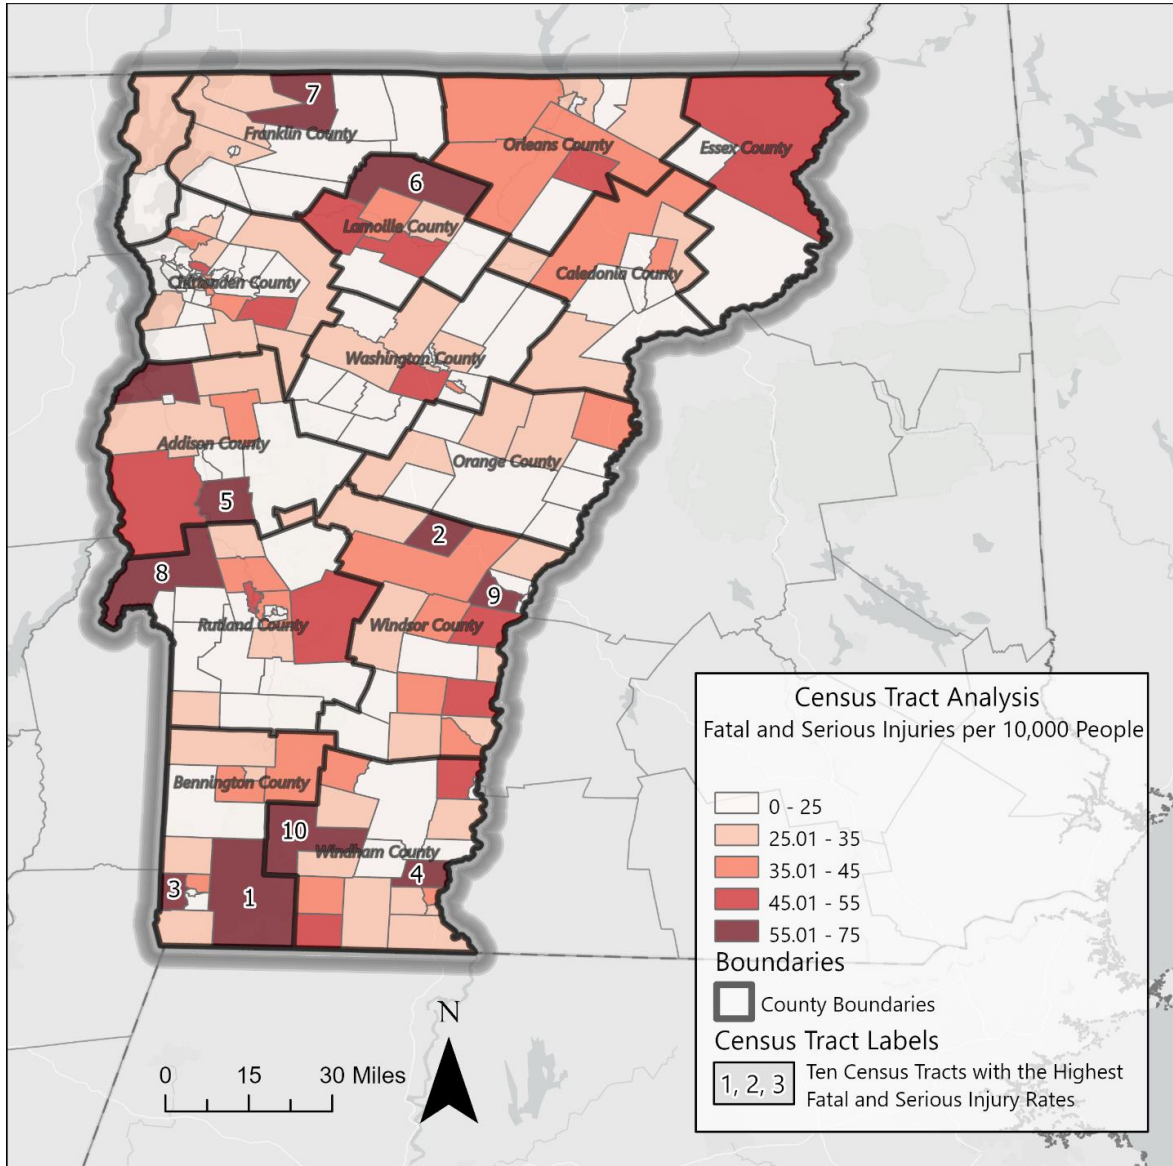 7
Franklin County
Orleans County
Essex County
6
Lamoille County
Caledonia County
Chittenden County
Washington County
Addison County
Orange County
5
2
8
9
Rutland County
Windsor County
Bennington County
10
Windham County
4
3
1
Census Tract Analysis
Fatal and Serious Injuries per 10,000 People
0 - 25
25.01 - 35
35.01 - 45
45.01 - 55
55.01 - 75
Boundaries
County Boundaries
Census Tract Labels
1, 2, 3
Ten Census Tracts with the Highest
Fatal and Serious Injury Rates
N
0 15 30 Miles